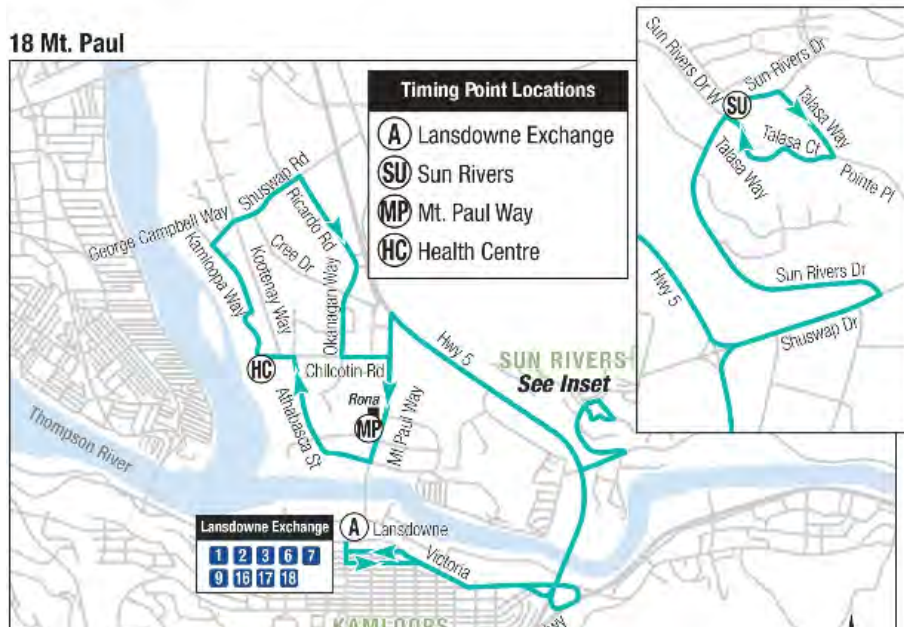 18 Mt. Paul
Timing Point Locations
A Lansdowne Exchange
SU Sun Rivers
MP Mt. Paul Way
HC Health Centre
Sun Rivers Dr W
Sun Rivers Dr
SU
Talasa Way
Talasa Ct
Talasa Way
Pointe Pl
Sun Rivers Dr
Hwy 5
Shuswap Dr
George Campbell Way
Shuswap Rd
Ricardo Rd
Cree Dr
Kamloopa Way
Kootenay Way
Okanagan Way
Hwy 5
SUN RIVERS
See Inset
HC
Chilcotin Rd
Rona
MP
Mt. Paul Way
Athabasca St
Thompson River
Lansdowne Exchange
1 2 3 6 7
9 16 17 18
A Lansdowne
Victoria
KAMLOOPS